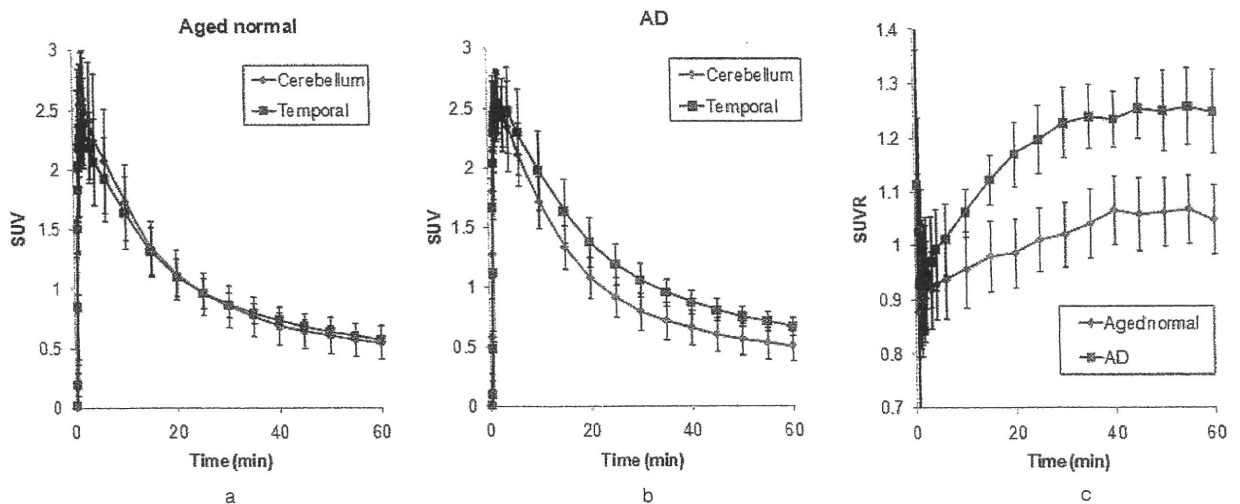 Aged normal
3
2.5
2
1.5
1
0.5
0
SUV
Cerebellum
Temporal
0 20 40 60
Time (min)
a
AD
3
2.5
2
1.5
1
0.5
0
SUV
Cerebellum
Temporal
0 20 40 60
Time (min)
b
1.4
1.3
1.2
1.1
1
0.9
0.8
0.7
SUVR
Aged normal
AD
0 20 40 60
Time (min)
c